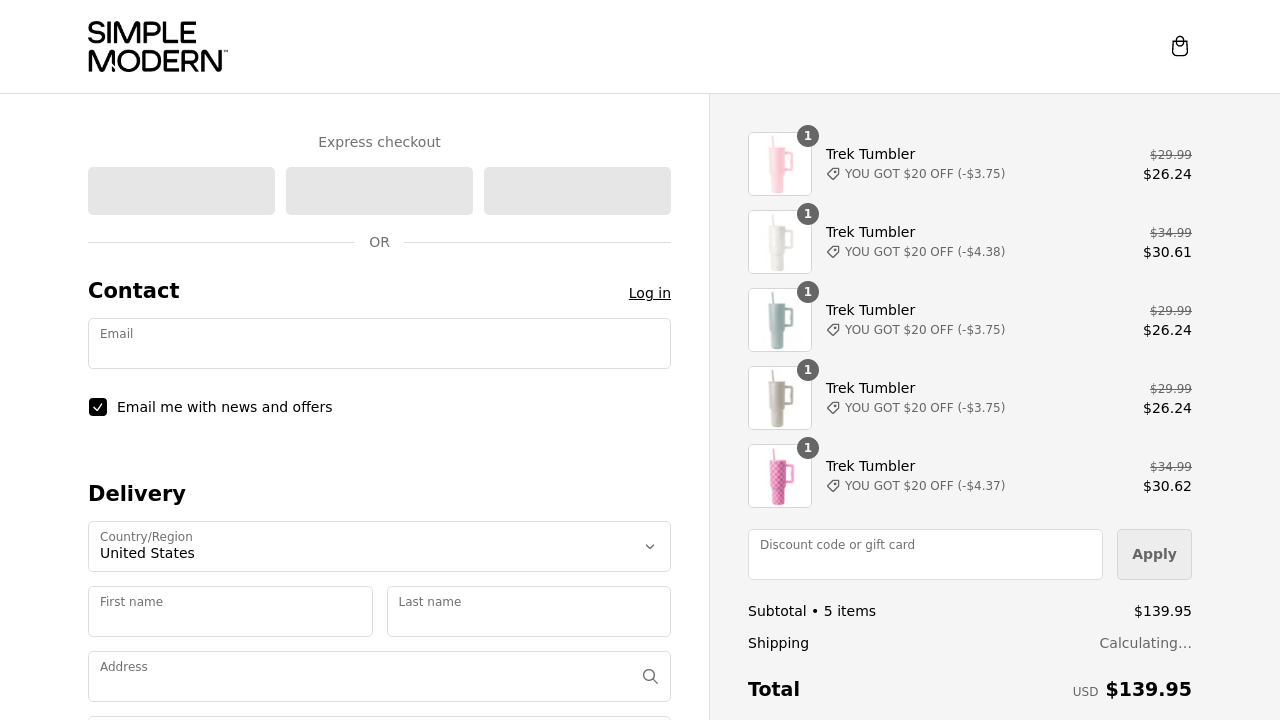 SIMPLE
MODERN™
Express checkout
OR
Contact
Log in
Email
Email me with news and offers
Delivery
Country/Region
United States
First name
Last name
Address
1
Trek Tumbler
$29.99
YOU GOT $20 OFF (-$3.75)
$26.24
1
Trek Tumbler
$34.99
YOU GOT $20 OFF (-$4.38)
$30.61
1
Trek Tumbler
$29.99
YOU GOT $20 OFF (-$3.75)
$26.24
1
Trek Tumbler
$29.99
YOU GOT $20 OFF (-$3.75)
$26.24
1
Trek Tumbler
$34.99
YOU GOT $20 OFF (-$4.37)
$30.62
Discount code or gift card
Apply
Subtotal • 5 items
$139.95
Shipping
Calculating...
Total
USD $139.95